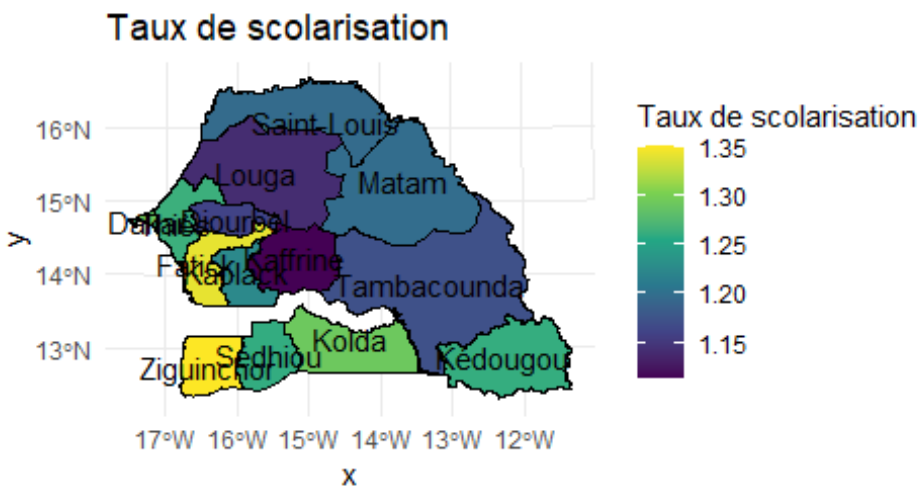 Taux de scolarisation
Taux de scolarisation
1.35
1.30
1.25
1.20
1.15
16°N
15°N
14°N
13°N
y
Saint-Louis
Louga
Matam
Diourbel
Thiès
Fatick
Kaolack
Kaffrine
Tambacounda
Kolda
Sédhiou
Ziguinchor
Kédougou
17°W 16°W 15°W 14°W 13°W 12°W
x